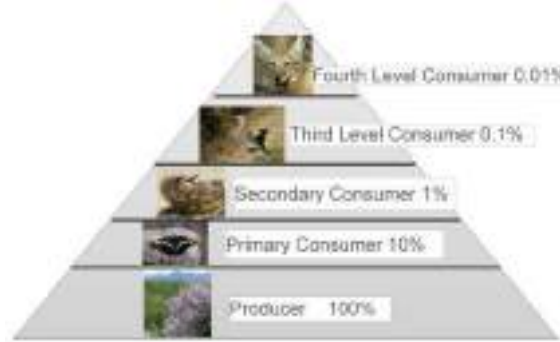 Fourth Level Consumer 0.01%
Third Level Consumer 0.1%
Secondary Consumer 1%
Primary Consumer 10%
Producer 100%